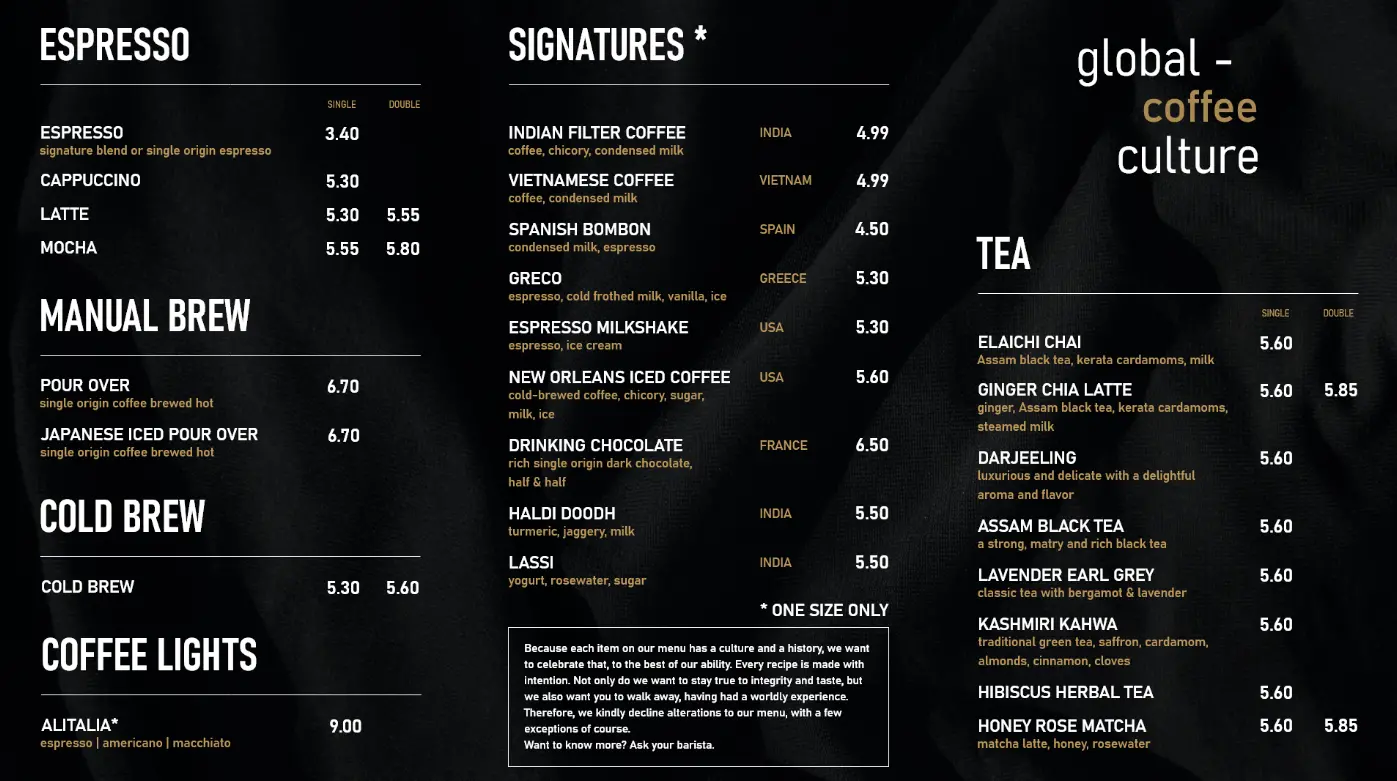 ESPRESSO
SINGLE DOUBLE
ESPRESSO 3.40
signature blend or single origin espresso
CAPPUCCINO 5.30
LATTE 5.30 5.55
MOCHA 5.55 5.80
MANUAL BREW
POUR OVER 6.70
single origin coffee brewed hot
JAPANESE ICED POUR OVER 6.70
single origin coffee brewed hot
COLD BREW
COLD BREW 5.30 5.60
COFFEE LIGHTS
ALITALIA* 9.00
espresso | americano | macchiato
SIGNATURES *
INDIAN FILTER COFFEE INDIA 4.99
coffee, chicory, condensed milk
VIETNAMESE COFFEE VIETNAM 4.99
coffee, condensed milk
SPANISH BOMBON SPAIN 4.50
condensed milk, espresso
GRECO GREECE 5.30
espresso, cold frothed milk, vanilla, ice
ESPRESSO MILKSHAKE USA 5.30
espresso, ice cream
NEW ORLEANS ICED COFFEE USA 5.60
cold-brewed coffee, chicory, sugar,
milk, ice
DRINKING CHOCOLATE FRANCE 6.50
rich single origin dark chocolate,
half & half
HALDI DOODH INDIA 5.50
turmeric, jaggery, milk
LASSI INDIA 5.50
yogurt, rosewater, sugar
* ONE SIZE ONLY
Because each item on our menu has a culture and a history, we want
to celebrate that, to the best of our ability. Every recipe is made with
intention. Not only do we want to stay true to integrity and taste, but
we also want you to walk away, having had a worldly experience.
Therefore, we kindly decline alterations to our menu, with a few
exceptions of course.
Want to know more? Ask your barista.
global -
coffee
culture
TEA
SINGLE DOUBLE
ELAICHI CHAI 5.60
Assam black tea, kerata cardamoms, milk
GINGER CHIA LATTE 5.60 5.85
ginger, Assam black tea, kerata cardamoms,
steamed milk
DARJEELING 5.60
luxurious and delicate with a delightful
aroma and flavor
ASSAM BLACK TEA 5.60
a strong, matry and rich black tea
LAVENDER EARL GREY 5.60
classic tea with bergamot & lavender
KASHMIRI KAHWA 5.60
traditional green tea, saffron, cardamom,
almonds, cinnamon, cloves
HIBISCUS HERBAL TEA 5.60
HONEY ROSE MATCHA 5.60 5.85
matcha latte, honey, rosewater